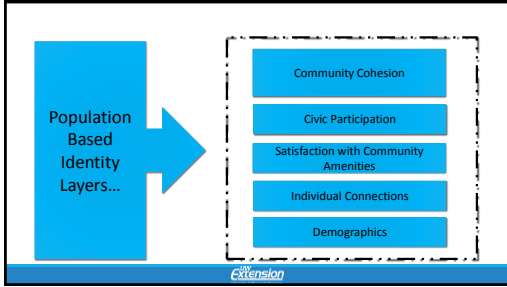 Population
Based
Identity
Layers...
Community Cohesion
Civic Participation
Satisfaction with Community
Amenities
Individual Connections
Demographics
UW
Extension